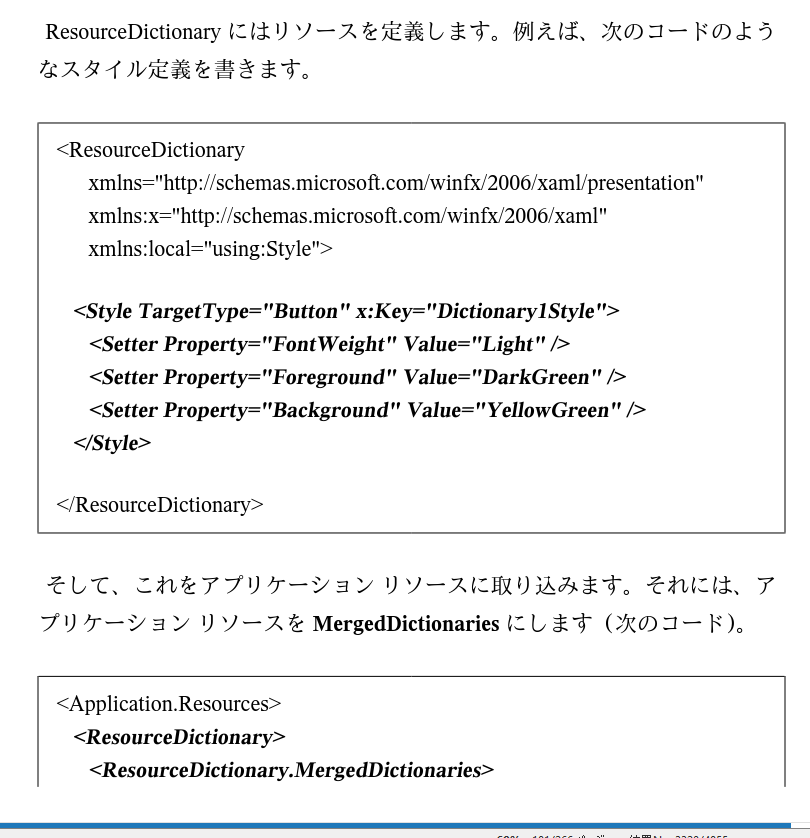 ResourceDictionary にはリソースを定義します。例えば、次のコードのよう
なスタイル定義を書きます。
<ResourceDictionary
xmlns="http://schemas.microsoft.com/winfx/2006/xaml/presentation"
xmlns:x="http://schemas.microsoft.com/winfx/2006/xaml"
xmlns:local="using:Style">
<Style TargetType="Button" x:Key="Dictionary1Style">
<Setter Property="FontWeight" Value="Light" />
<Setter Property="Foreground" Value="DarkGreen" />
<Setter Property="Background" Value="YellowGreen" />
</Style>
</ResourceDictionary>
そして、これをアプリケーション リソースに取り込みます。それには、ア
プリケーション リソースを MergedDictionaries にします（次のコード）。
<Application.Resources>
<ResourceDictionary>
<ResourceDictionary.MergedDictionaries>